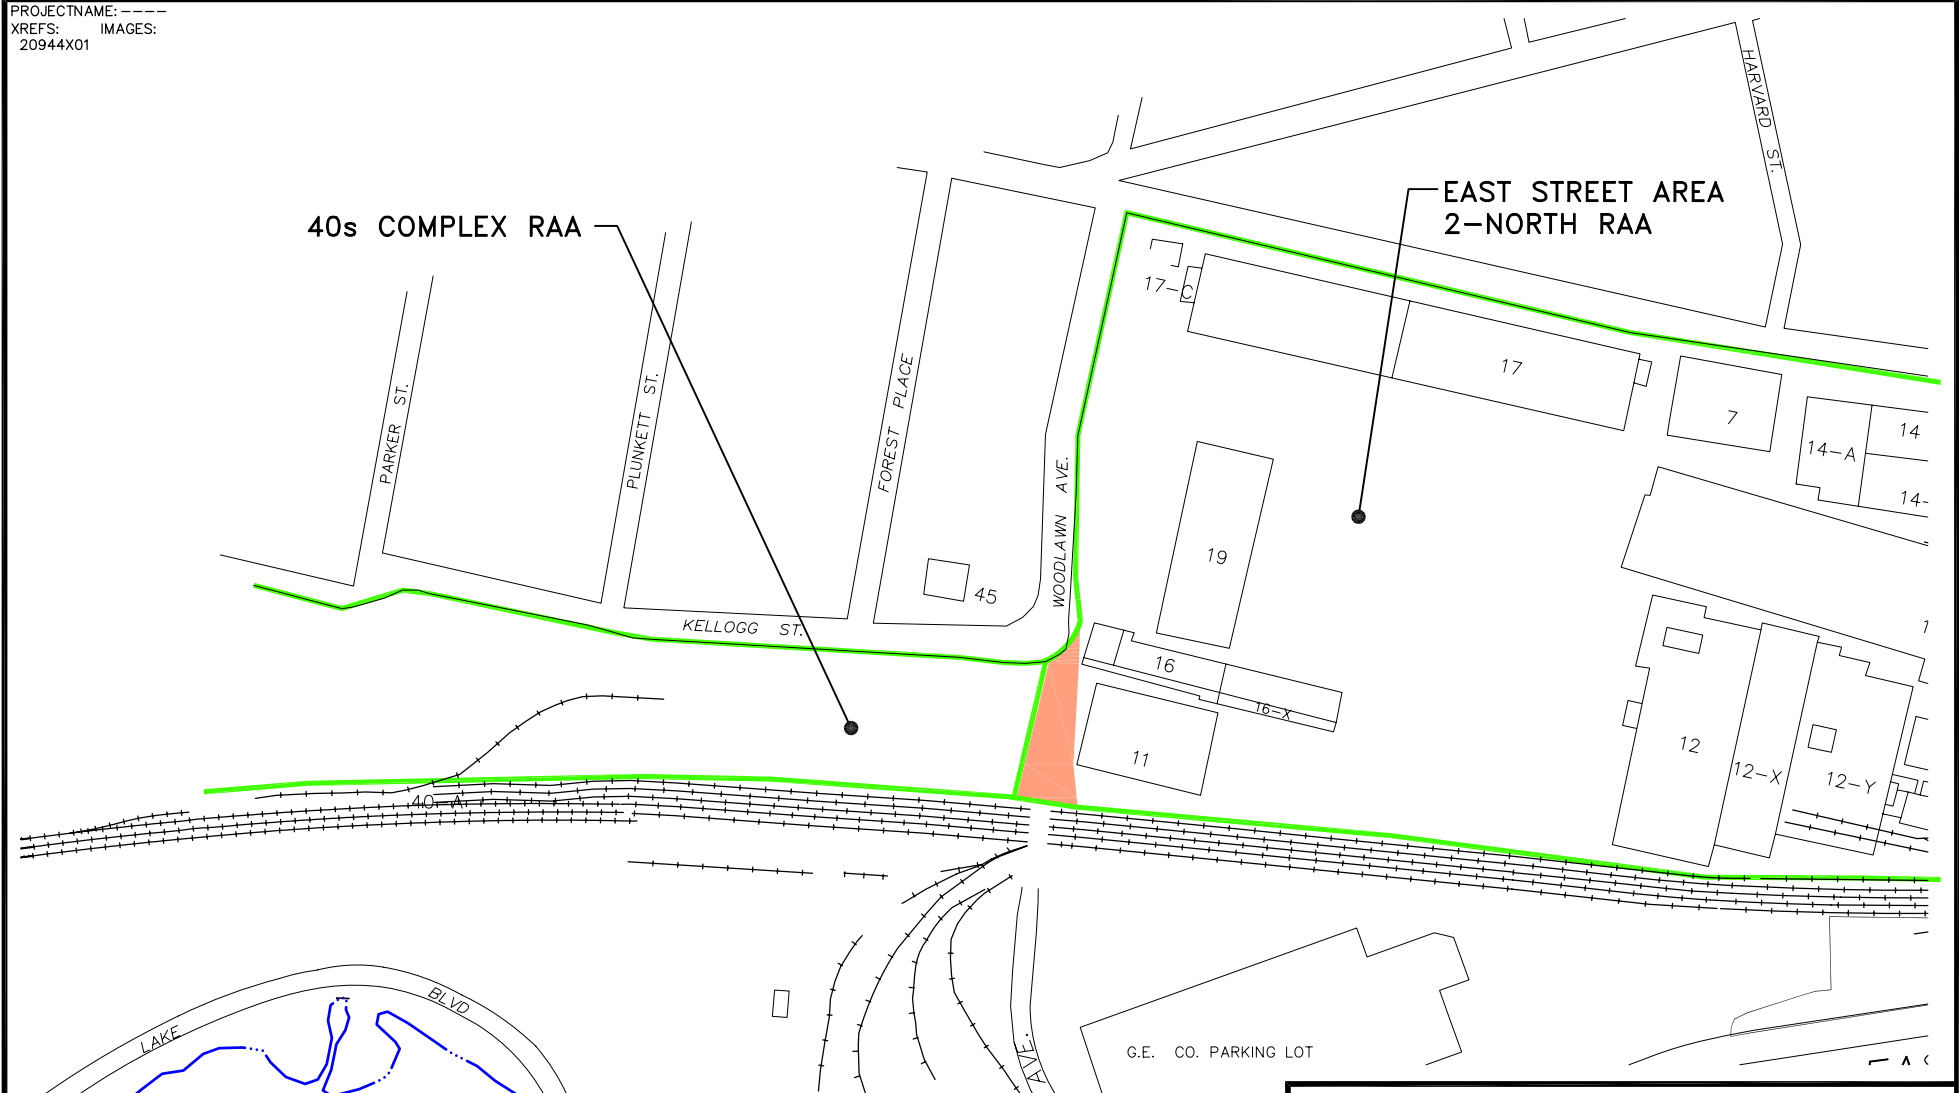 PROJECTNAME: ----
XREFS: IMAGES:
20944X01
HARVARD ST.
EAST STREET AREA
2-NORTH RAA
40s COMPLEX RAA
17-C
17
7
14
14-A
14-
PARKER ST.
PLUNKETT ST.
FOREST PLACE
WOODLAWN AVE.
19
45
KELLOGG ST.
16
16-X
11
12
12-X
12-Y
40-A
LAKE
BLVD
AVE.
G.E. CO. PARKING LOT